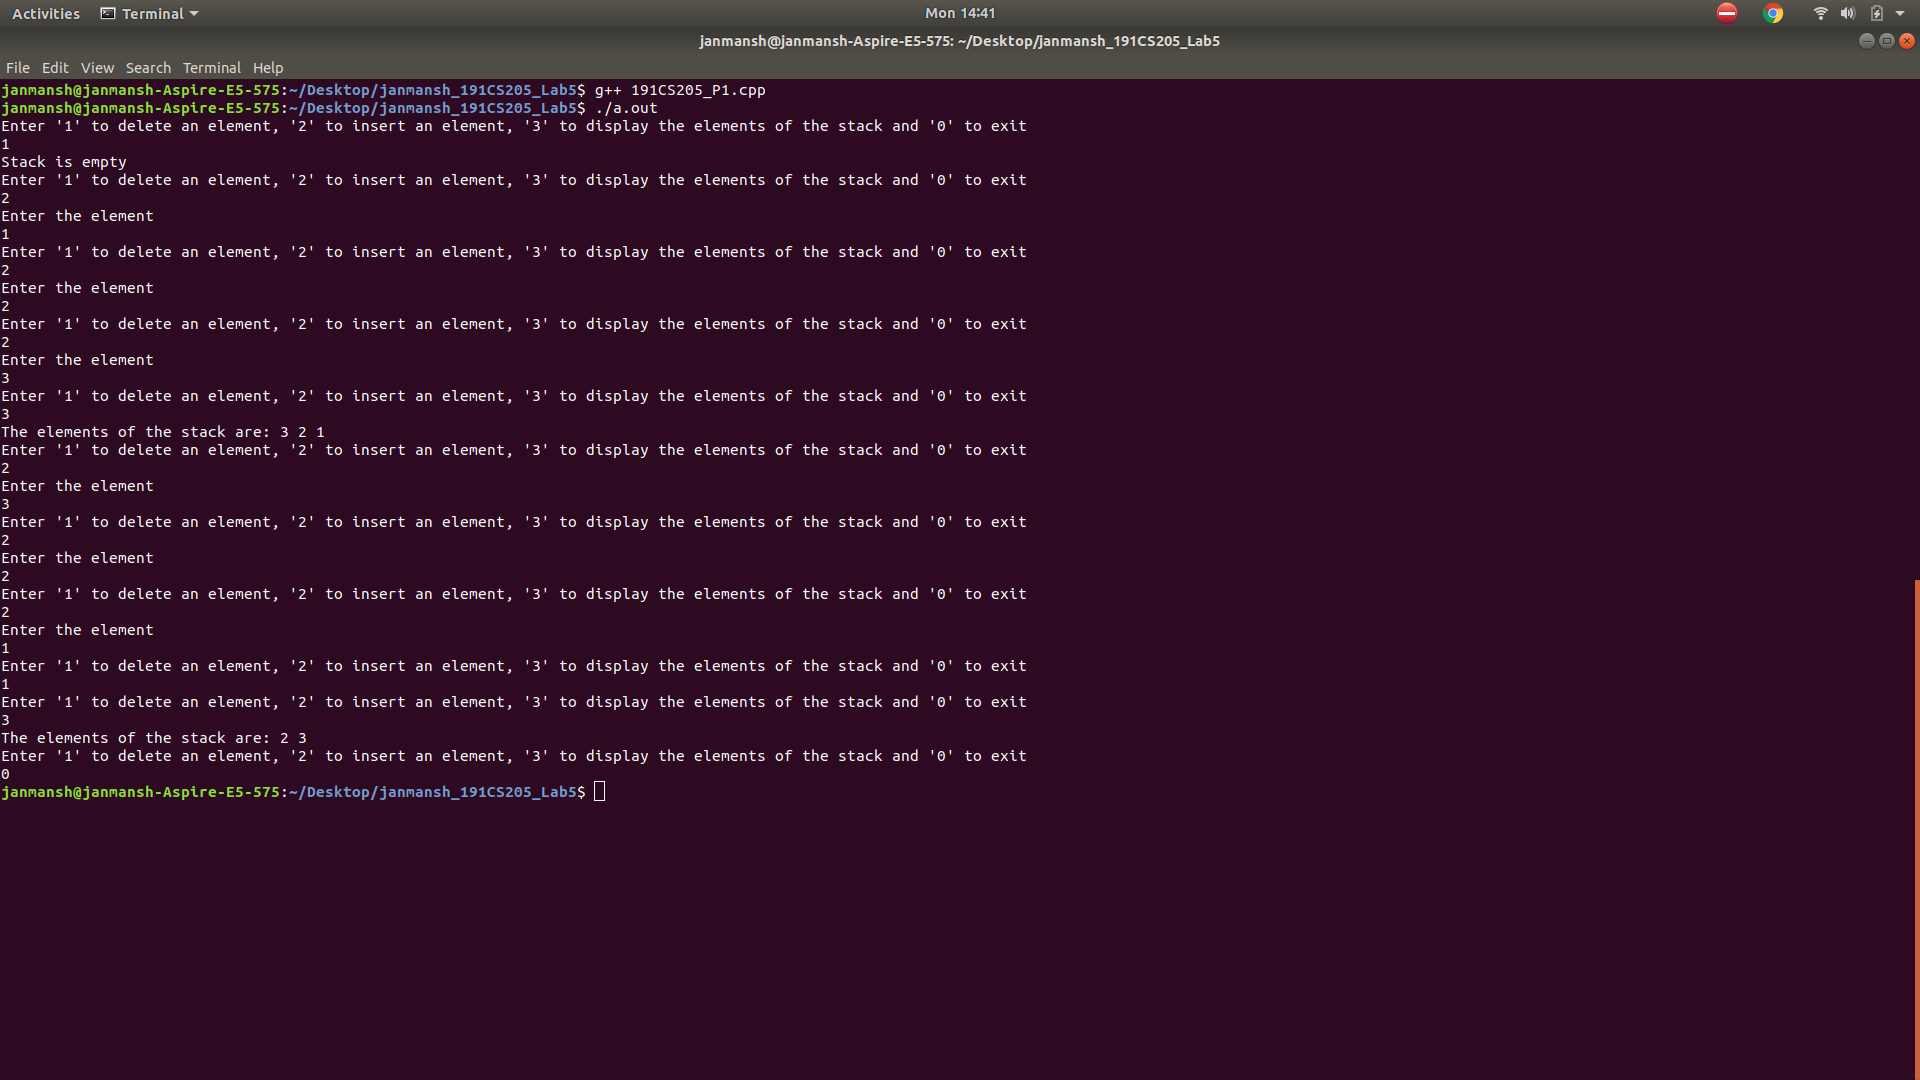 Activities Terminal Mon 14:41
janmansh@janmansh-Aspire-E5-575: ~/Desktop/janmansh_191CS205_Lab5
File Edit View Search Terminal Help
janmansh@janmansh-Aspire-E5-575:~/Desktop/janmansh_191CS205_Lab5$ g++ 191CS205_P1.cpp
janmansh@janmansh-Aspire-E5-575:~/Desktop/janmansh_191CS205_Lab5$ ./a.out
Enter '1' to delete an element, '2' to insert an element, '3' to display the elements of the stack and '0' to exit
1
Stack is empty
Enter '1' to delete an element, '2' to insert an element, '3' to display the elements of the stack and '0' to exit
2
Enter the element
1
Enter '1' to delete an element, '2' to insert an element, '3' to display the elements of the stack and '0' to exit
2
Enter the element
2
Enter '1' to delete an element, '2' to insert an element, '3' to display the elements of the stack and '0' to exit
2
Enter the element
3
Enter '1' to delete an element, '2' to insert an element, '3' to display the elements of the stack and '0' to exit
3
The elements of the stack are: 3 2 1
Enter '1' to delete an element, '2' to insert an element, '3' to display the elements of the stack and '0' to exit
2
Enter the element
3
Enter '1' to delete an element, '2' to insert an element, '3' to display the elements of the stack and '0' to exit
2
Enter the element
2
Enter '1' to delete an element, '2' to insert an element, '3' to display the elements of the stack and '0' to exit
2
Enter the element
1
Enter '1' to delete an element, '2' to insert an element, '3' to display the elements of the stack and '0' to exit
1
Enter '1' to delete an element, '2' to insert an element, '3' to display the elements of the stack and '0' to exit
3
The elements of the stack are: 2 3
Enter '1' to delete an element, '2' to insert an element, '3' to display the elements of the stack and '0' to exit
0
janmansh@janmansh-Aspire-E5-575:~/Desktop/janmansh_191CS205_Lab5$